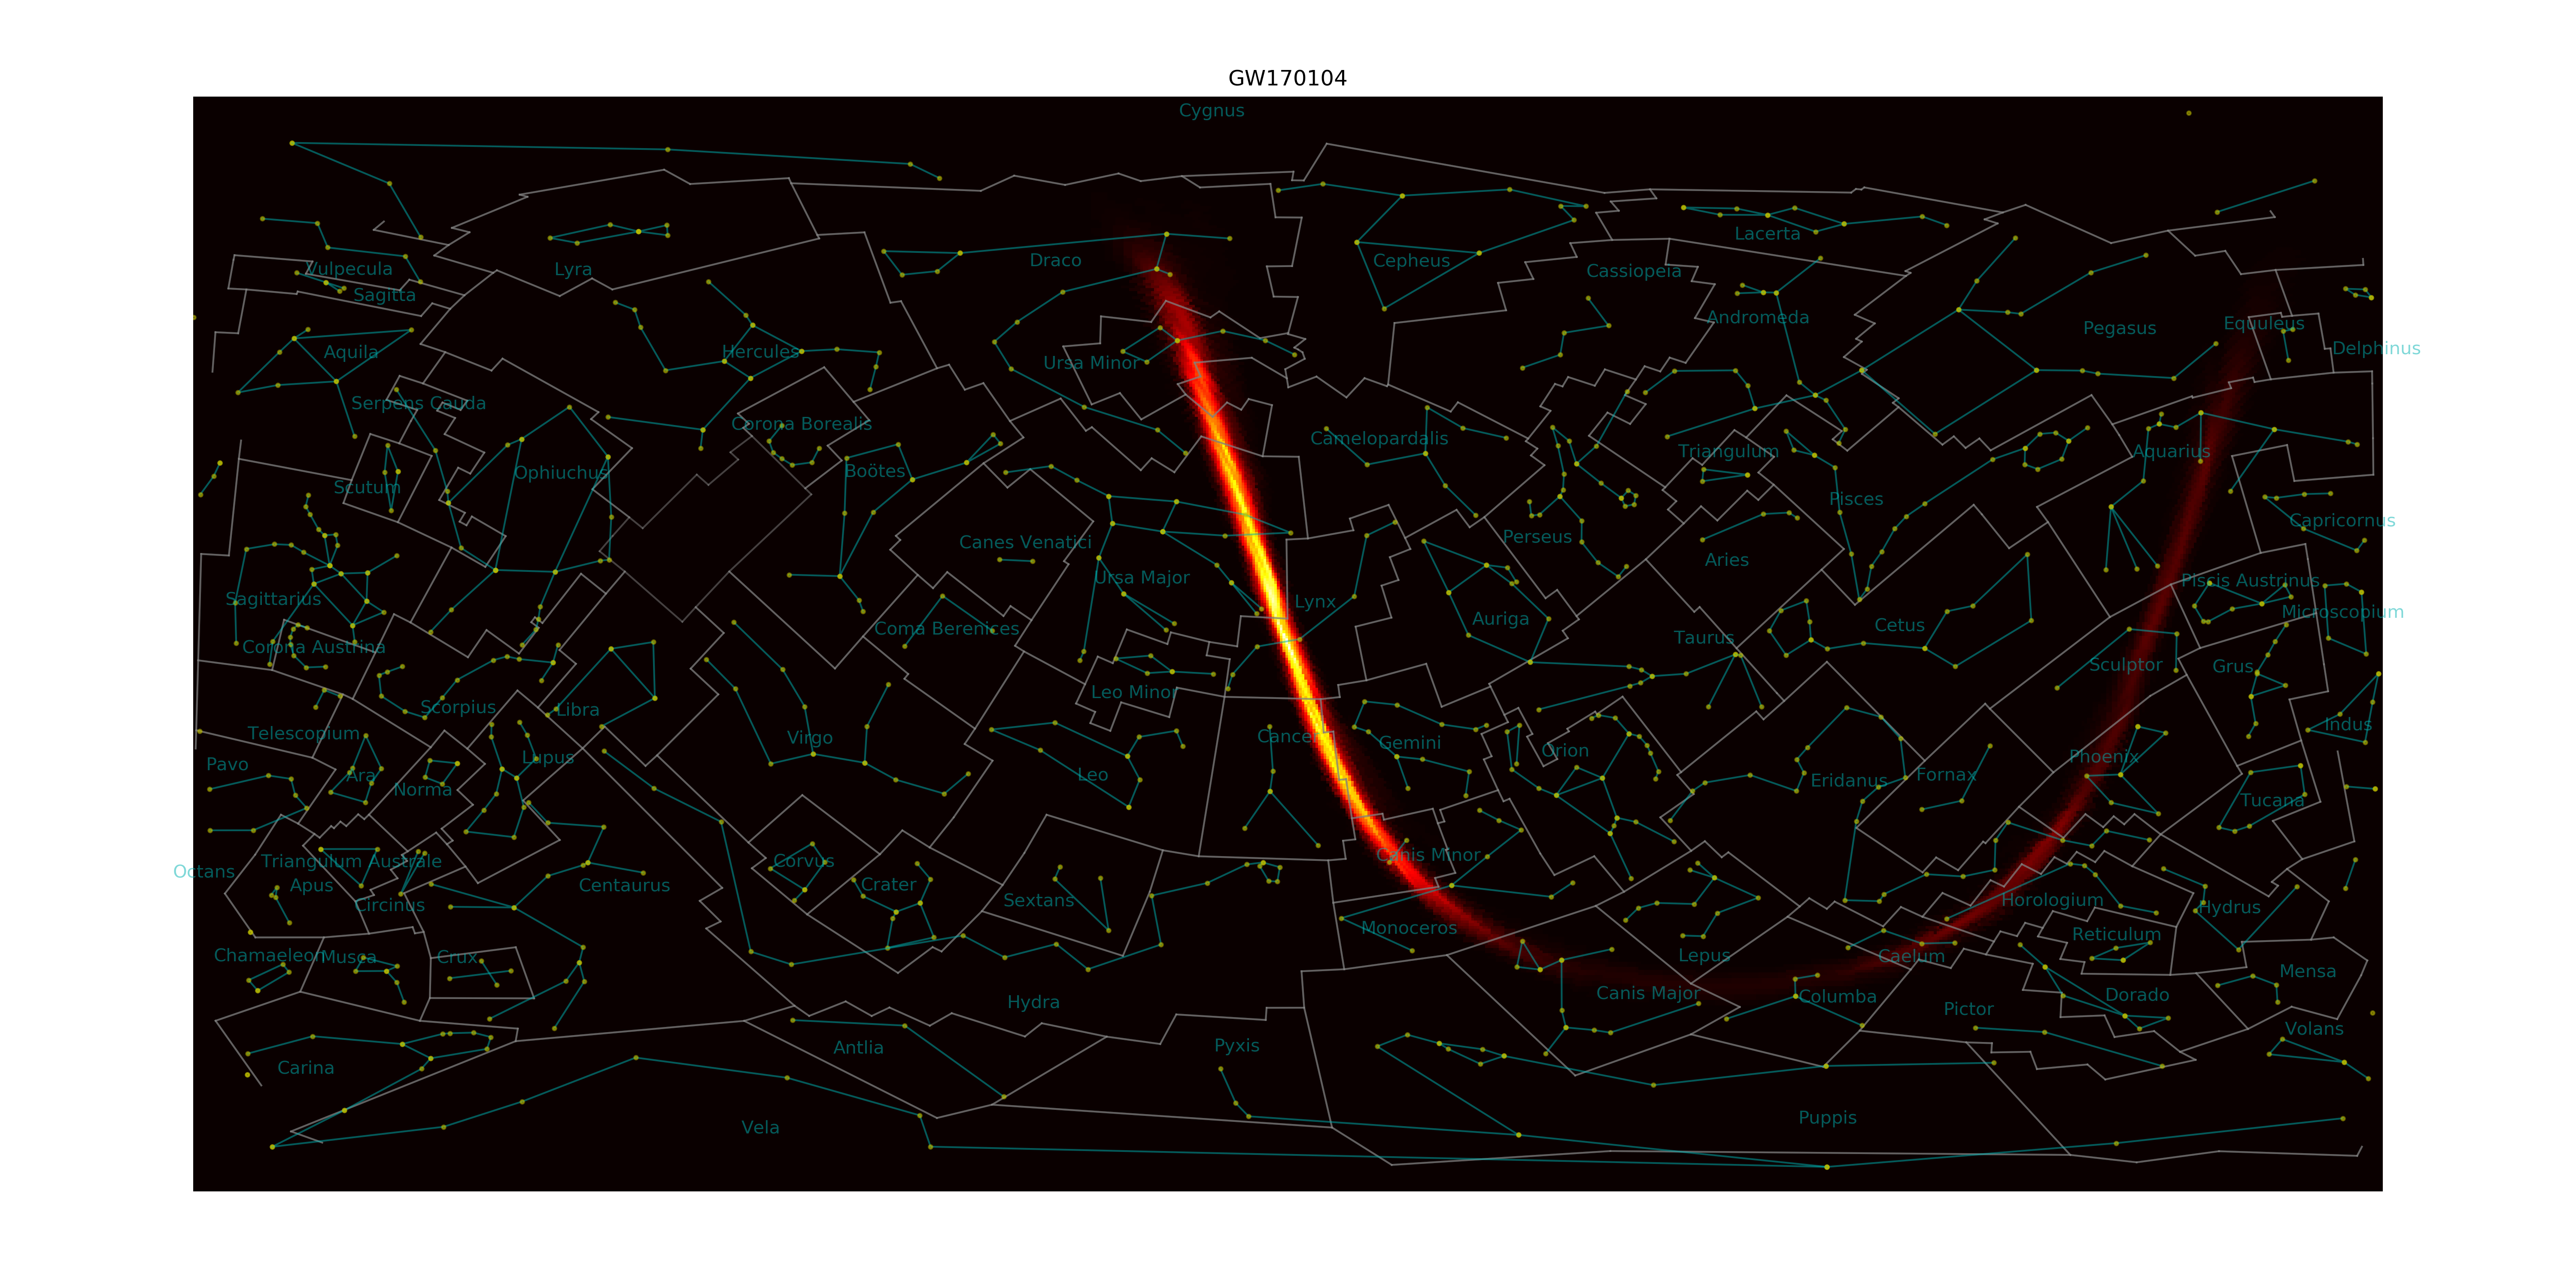 GW170104
Cygnus
Lacerta
Draco
Cepheus
Vulpecula
Lyra
Cassiopeia
Sagitta
Andromeda
Equuleus
Pegasus
Delphinus
Aquila
Hercules
Ursa Minor
Serpens Cauda
Corona Borealis
Camelopardalis
Triangulum
Aquarius
Ophiuchus
Boötes
Scutum
Pisces
Capricornus
Perseus
Canes Venatici
Aries
Ursa Major
Piscis Austrinus
Sagittarius
Lynx
Microscopium
Auriga
Cetus
Coma Berenices
Taurus
Corona Austrina
Sculptor
Grus
Leo Minor
Scorpius
Libra
Indus
Telescopium
Virgo
Cancer
Gemini
Orion
Phoenix
Lupus
Pavo
Ara
Leo
Fornax
Eridanus
Norma
Tucana
Canis Minor
Triangulum Australe
Corvus
Octans
Apus
Centaurus
Crater
Sextans
Horologium
Circinus
Hydrus
Monoceros
Reticulum
Chamaeleon
Musca
Crux
Lepus
Caelum
Mensa
Canis Major
Columba
Dorado
Hydra
Pictor
Volans
Antlia
Pyxis
Carina
Puppis
Vela